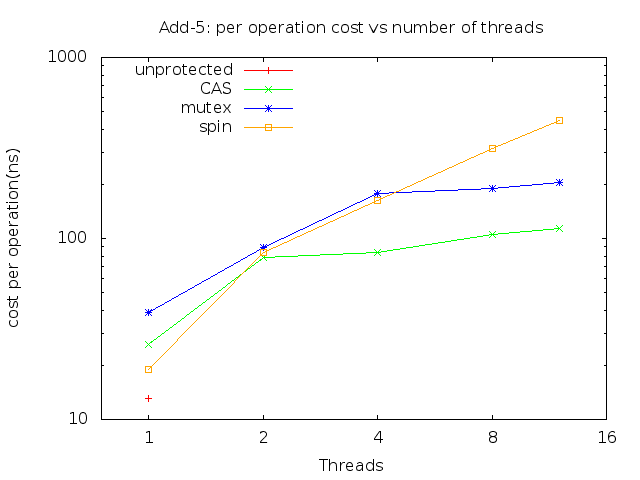 Add-5: per operation cost vs number of threads
1000
unprotected
CAS
mutex
spin
cost per operation(ns)
100
10
1 2 4 8 16
Threads